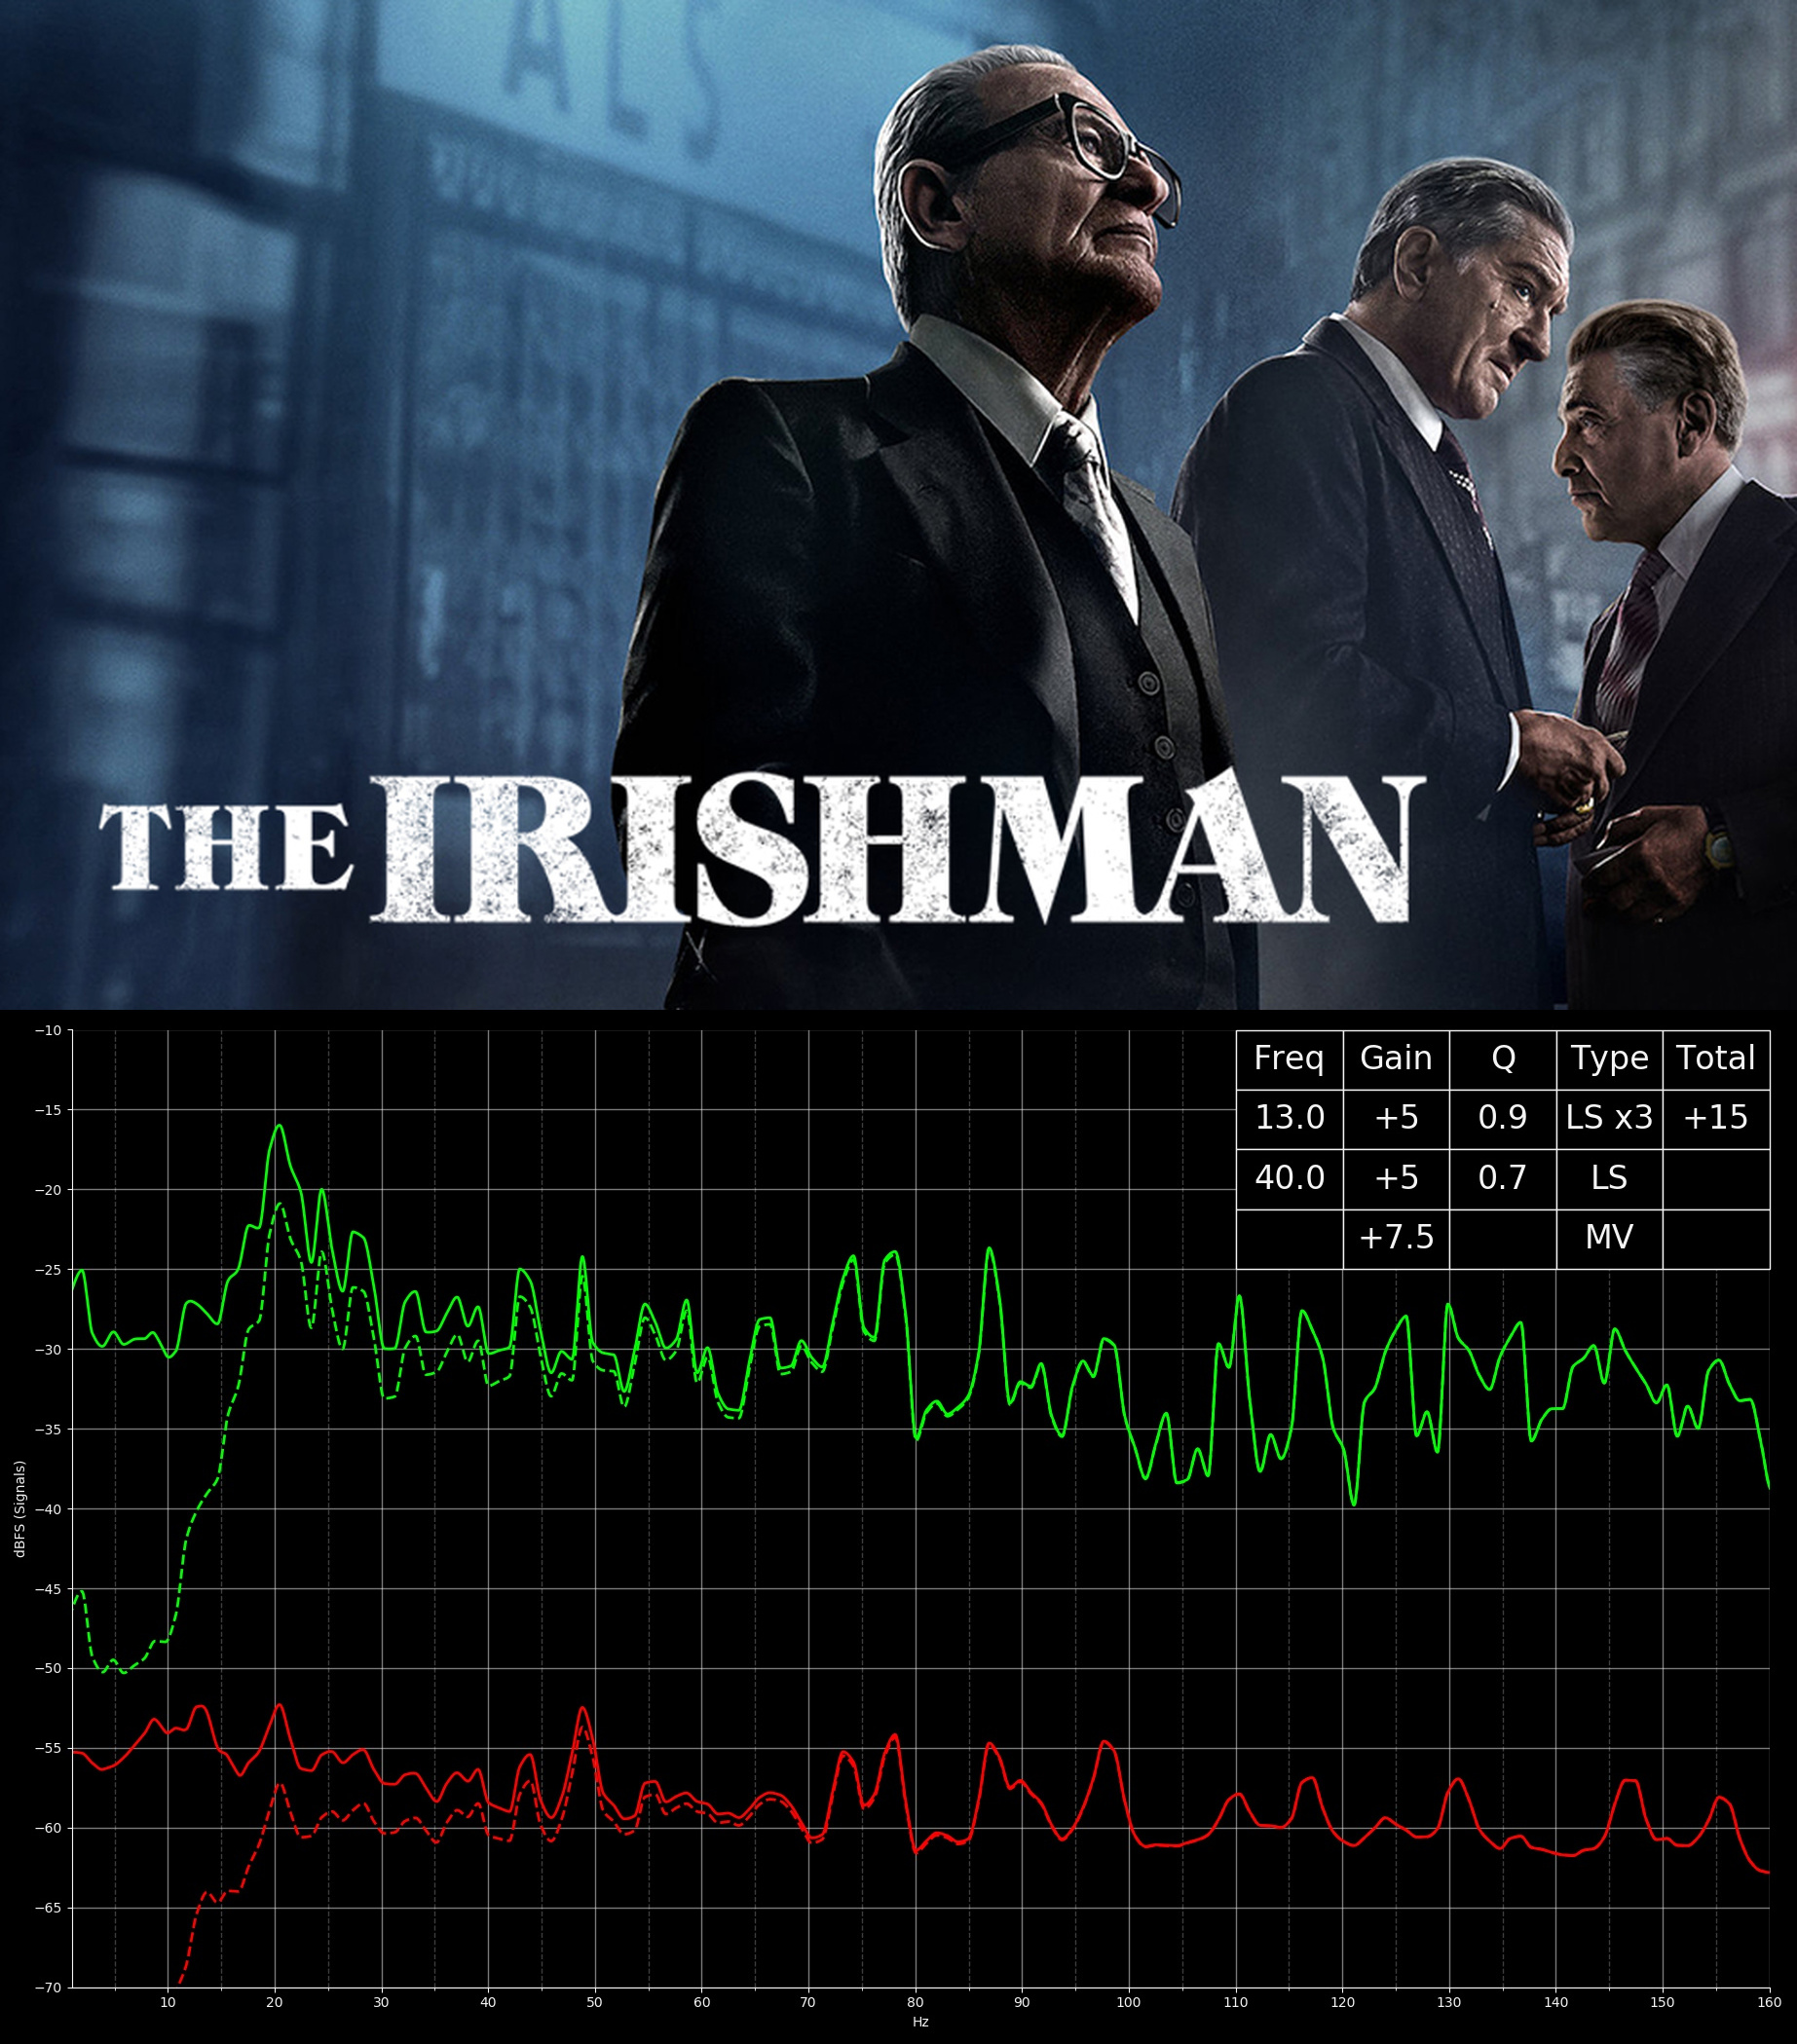 ALS
THE IRISHMAN
Freq Gain Q Type Total
13.0 +5 0.9 LS x3 +15
40.0 +5 0.7 LS
+7.5 MV
−10
−15
−20
−25
−30
−35
−40
−45
−50
−55
−60
−65
−70
dBFS (Signals)
10 20 30 40 50 60 70 80 90 100 110 120 130 140 150 160
Hz